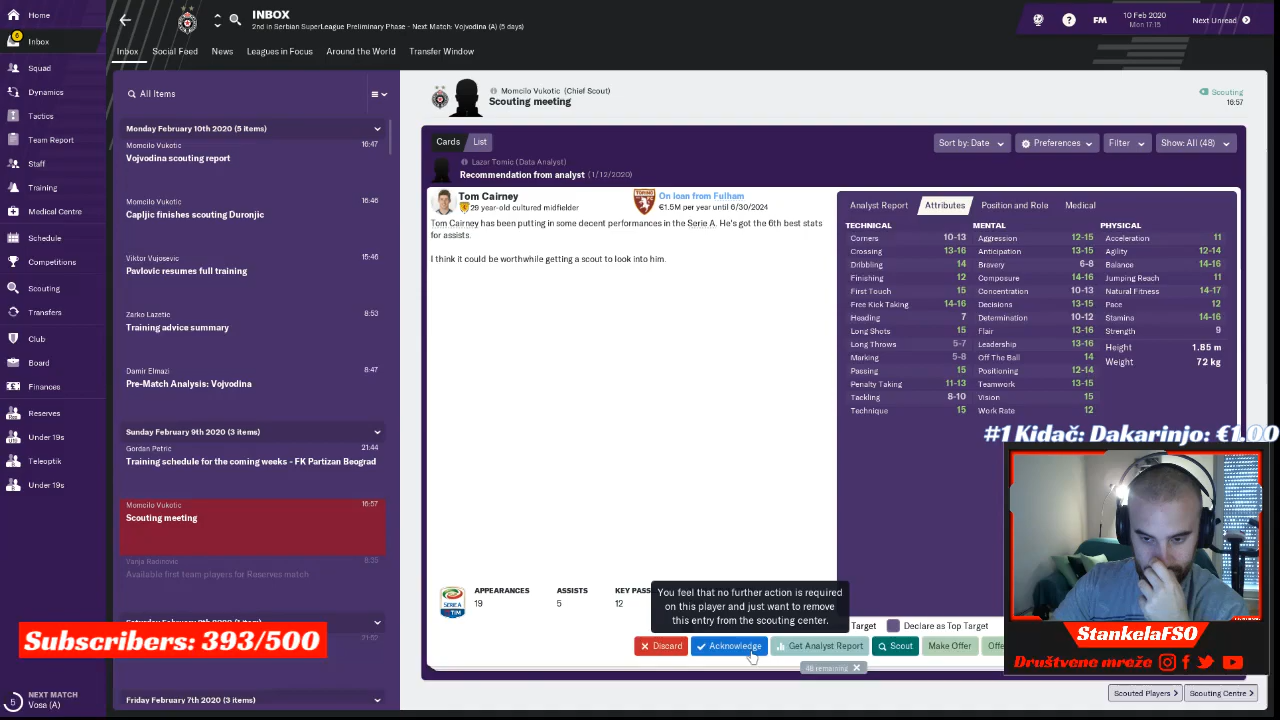 INBOX
2nd in Serbian SuperLeague Preliminary Phase - Next Match: Vojvodina (A) (5 days)
FM
10 Feb 2020
Mon 17:15
Next Unread
Home
6
Inbox
Squad
Dynamics
Tactics
Team Report
Staff
Training
Medical Centre
Schedule
Competitions
Scouting
Transfers
Club
Board
Finances
Reserves
Under 19s
Teleoptik
Under 19s
5
NEXT MATCH
Vosa (A)
Inbox
Social Feed
News
Leagues in Focus
Around the World
Transfer Window
All Items
Monday February 10th 2020 (5 items)
Momcilo Vukotic 16:47
Vojvodina scouting report
Momcilo Vukotic 16:46
Capljic finishes scouting Duronjic
Viktor Vujosevic 15:46
Pavlovic resumes full training
Zarko Lazetic 8:53
Training advice summary
Damir Elmazi 8:47
Pre-Match Analysis: Vojvodina
Sunday February 9th 2020 (3 items)
Gordan Petric 21:44
Training schedule for the coming weeks - FK Partizan Beograd
Momcilo Vukotic 16:57
Scouting meeting
Vanja Radinovic
Available first team players for Reserves match
Friday February 7th 2020 (3 items)
Subscribers: 393/500
Momcilo Vukotic (Chief Scout)
Scouting meeting
Scouting
16:57
Cards
List
Sort by: Date
Preferences
Filter
Show: All (48)
Lazar Tomic (Data Analyst)
Recommendation from analyst (1/12/2020)
Tom Cairney
29 year-old cultured midfielder
On loan from Fulham
€1.5M per year until 6/30/2024
Tom Cairney has been putting in some decent performances in the Serie A. He's got the 6th best stats
for assists.
I think it could be worthwhile getting a scout to look into him.
Analyst Report
Attributes
Position and Role
Medical
TECHNICAL
Corners 10-13
Crossing 13-16
Dribbling 14
Finishing 12
First Touch 15
Free Kick Taking 14-16
Heading 7
Long Shots 15
Long Throws 5-7
Marking 5-8
Passing 15
Penalty Taking 11-13
Tackling 8-10
Technique 15
MENTAL
Aggression 12-15
Anticipation 13-15
Bravery 6-8
Composure 14-16
Concentration 10-13
Decisions 13-15
Determination 10-12
Flair 13-16
Leadership 13-16
Off The Ball 14
Positioning 12-14
Teamwork 13-15
Vision 15
Work Rate 12
PHYSICAL
Acceleration 11
Agility 12-14
Balance 14-16
Jumping Reach 11
Natural Fitness 14-17
Pace 12
Stamina 14-16
Strength 9
Height 1.85 m
Weight 72 kg
SERIE A
TIM
APPEARANCES
19
ASSISTS
5
KEY PASS
12
You feel that no further action is required
on this player and just want to remove
this entry from the scouting center.
Target
Declare as Top Target
Discard
Acknowledge
Get Analyst Report
Scout
Make Offer
Offe
48 remaining
Scouted Players
Scouting Centre
#1 Kidač: Dakarinjo: €1.00
StankelaFSO
Društvene mreže